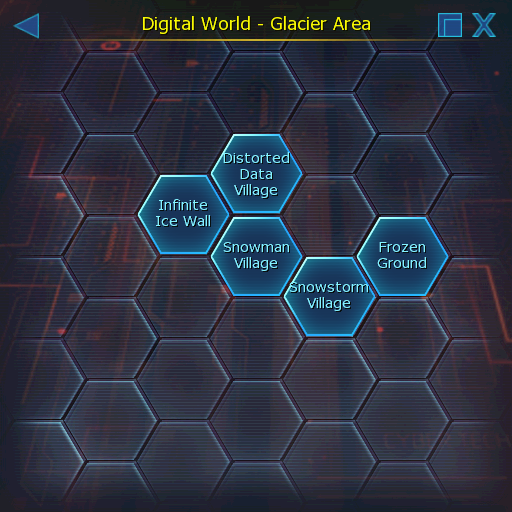 Digital World - Glacier Area
Distorted
Data
Village
Infinite
Ice Wall
Snowman
Village
Frozen
Ground
Snowstorm
Village